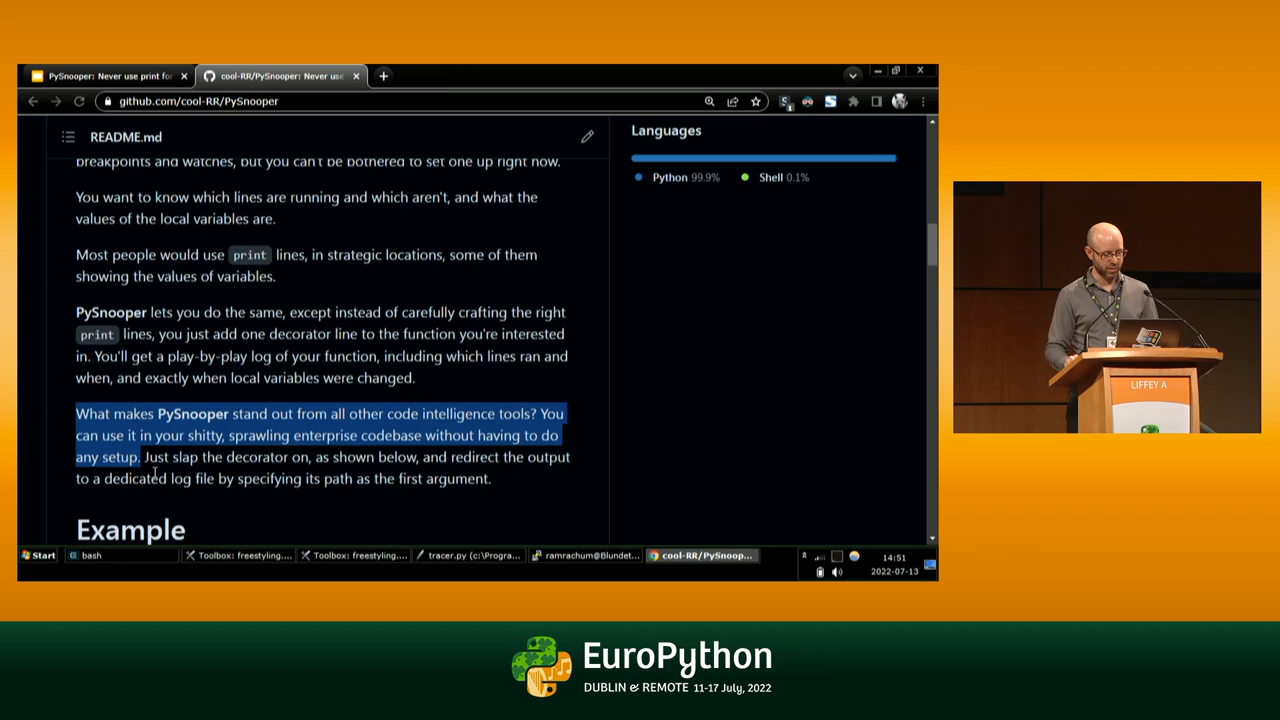 PySnooper: Never use print for
cool-RR/PySnooper: Never use
github.com/cool-RR/PySnooper
README.md
breakpoints and watches, but you can't be bothered to set one up right now.
You want to know which lines are running and which aren't, and what the
values of the local variables are.
Most people would use print lines, in strategic locations, some of them
showing the values of variables.
PySnooper lets you do the same, except instead of carefully crafting the right
print lines, you just add one decorator line to the function you're interested
in. You'll get a play-by-play log of your function, including which lines ran and
when, and exactly when local variables were changed.
What makes PySnooper stand out from all other code intelligence tools? You
can use it in your shitty, sprawling enterprise codebase without having to do
any setup. Just slap the decorator on, as shown below, and redirect the output
to a dedicated log file by specifying its path as the first argument.
Example
Languages
Python 99.9% Shell 0.1%
Start
bash
Toolbox: freestyling....
Toolbox: freestyling....
tracer.py (c:\Progra...
ramrachum@Blundet...
cool-RR/PySnoop...
14:51
2022-07-13
LIFFEY A
EuroPython
DUBLIN & REMOTE 11-17 July, 2022